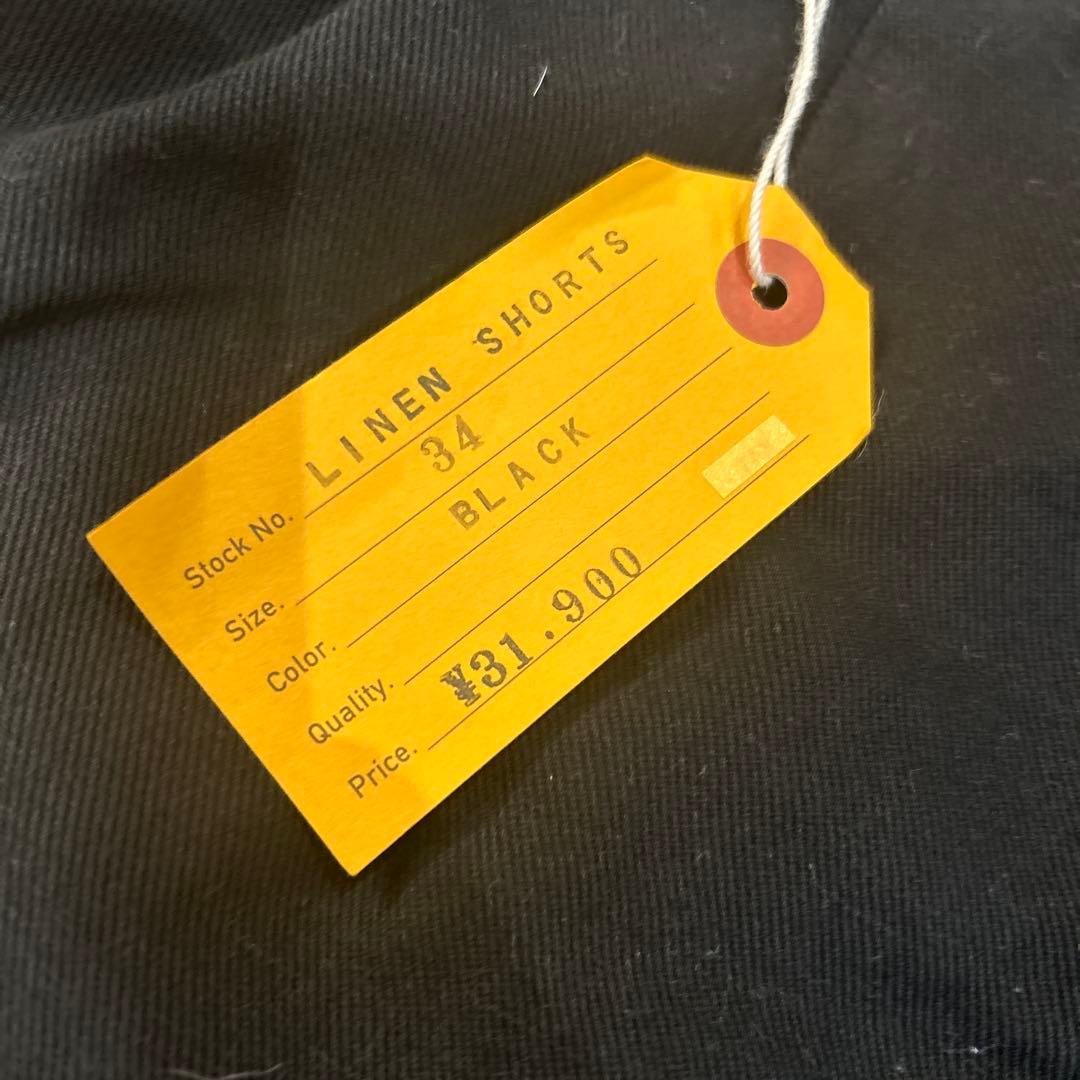 Stock No. LINEN SHORTS
Size. 34
Color. BLACK
Quality.
Price. ¥31.900